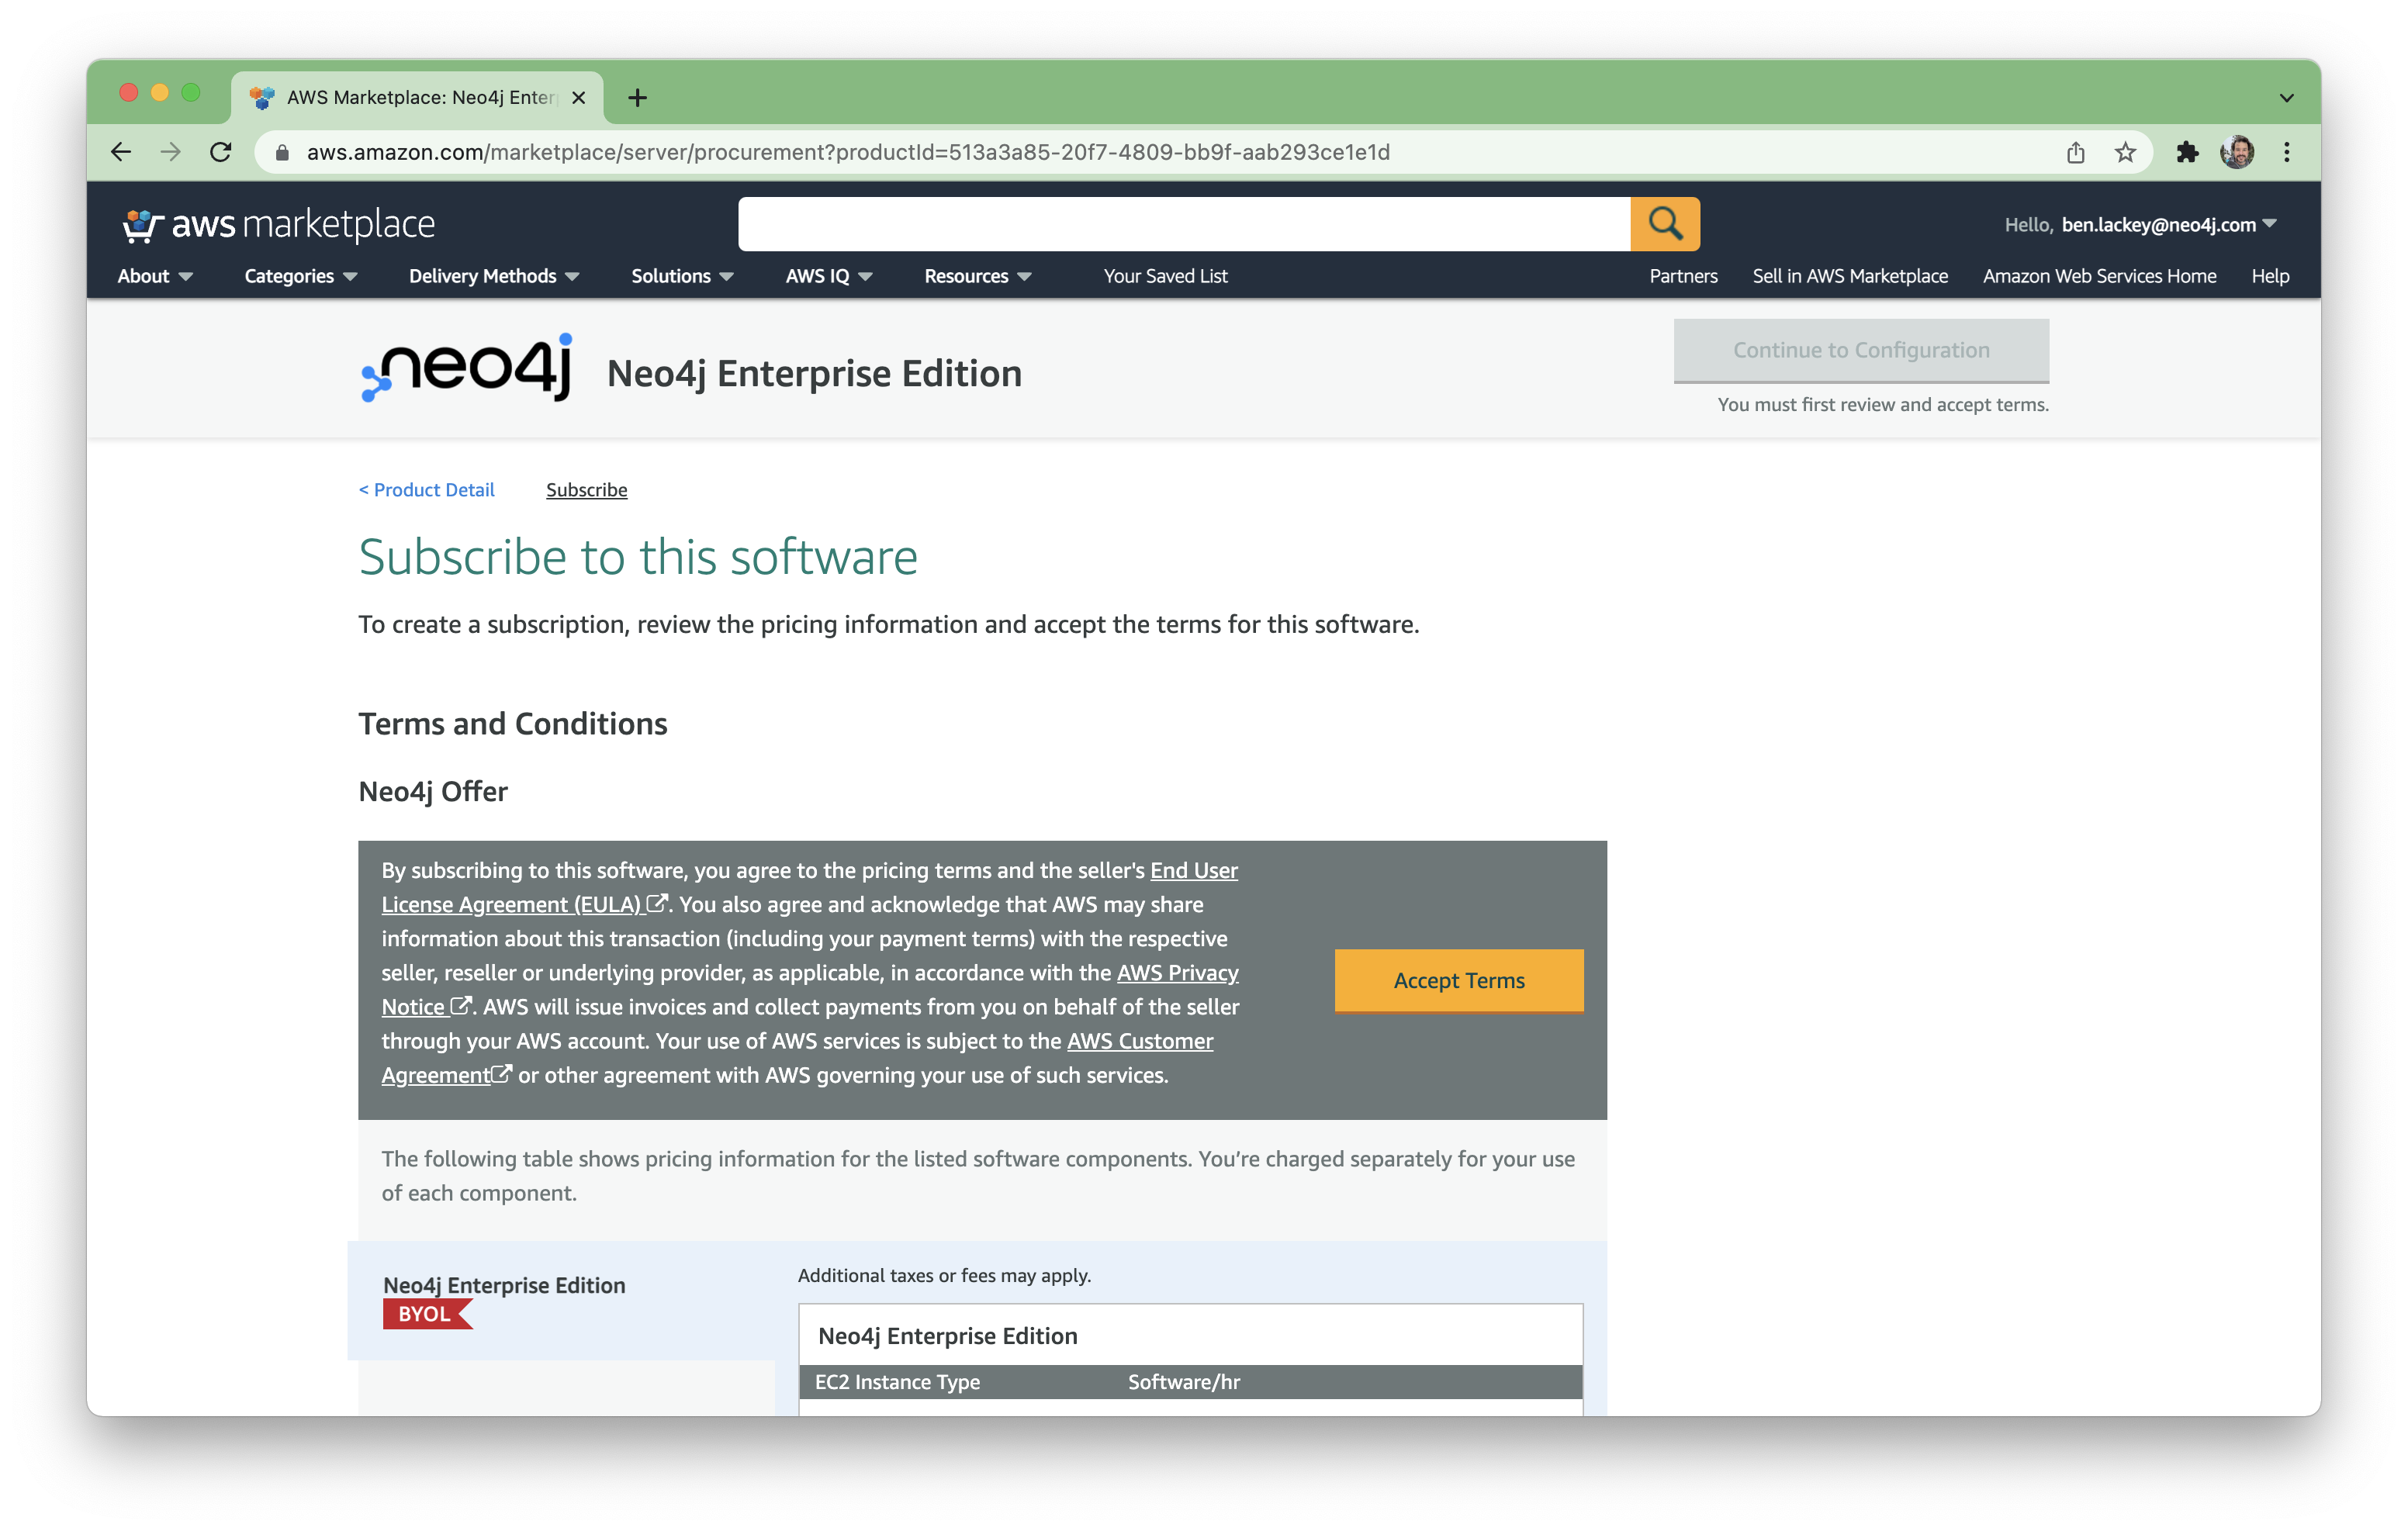 AWS Marketplace: Neo4j Enter
aws.amazon.com/marketplace/server/procurement?productId=513a3a85-20f7-4809-bb9f-aab293ce1e1d
aws marketplace
Hello, ben.lackey@neo4j.com
About Categories Delivery Methods Solutions AWS IQ Resources Your Saved List Partners Sell in AWS Marketplace Amazon Web Services Home Help
neo4j Neo4j Enterprise Edition
Continue to Configuration
You must first review and accept terms.
< Product Detail Subscribe
Subscribe to this software
To create a subscription, review the pricing information and accept the terms for this software.
Terms and Conditions
Neo4j Offer
By subscribing to this software, you agree to the pricing terms and the seller's End User
License Agreement (EULA). You also agree and acknowledge that AWS may share
information about this transaction (including your payment terms) with the respective
seller, reseller or underlying provider, as applicable, in accordance with the AWS Privacy
Notice. AWS will issue invoices and collect payments from you on behalf of the seller
through your AWS account. Your use of AWS services is subject to the AWS Customer
Agreement or other agreement with AWS governing your use of such services.
Accept Terms
The following table shows pricing information for the listed software components. You’re charged separately for your use
of each component.
Neo4j Enterprise Edition
BYOL
Additional taxes or fees may apply.
Neo4j Enterprise Edition
EC2 Instance Type Software/hr